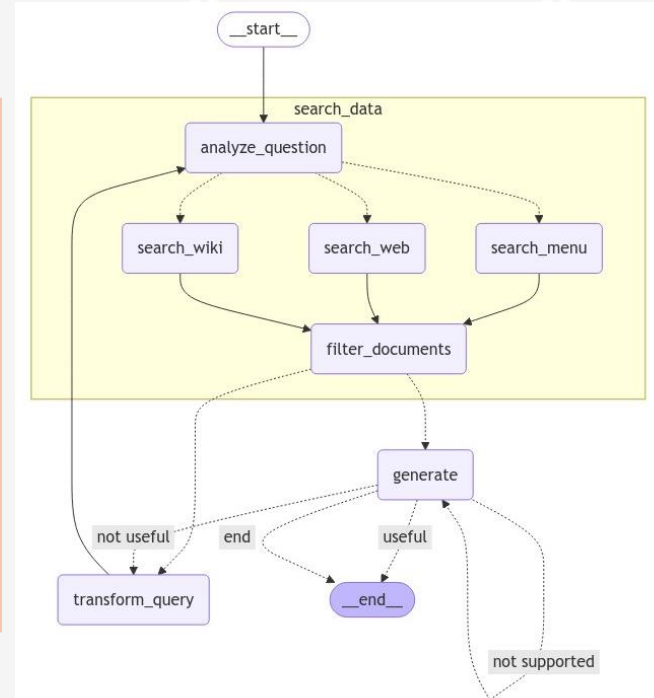 __start__
search_data
analyze_question
search_wiki
search_web
search_menu
filter_documents
generate
not useful
end
useful
transform_query
__end__
not supported